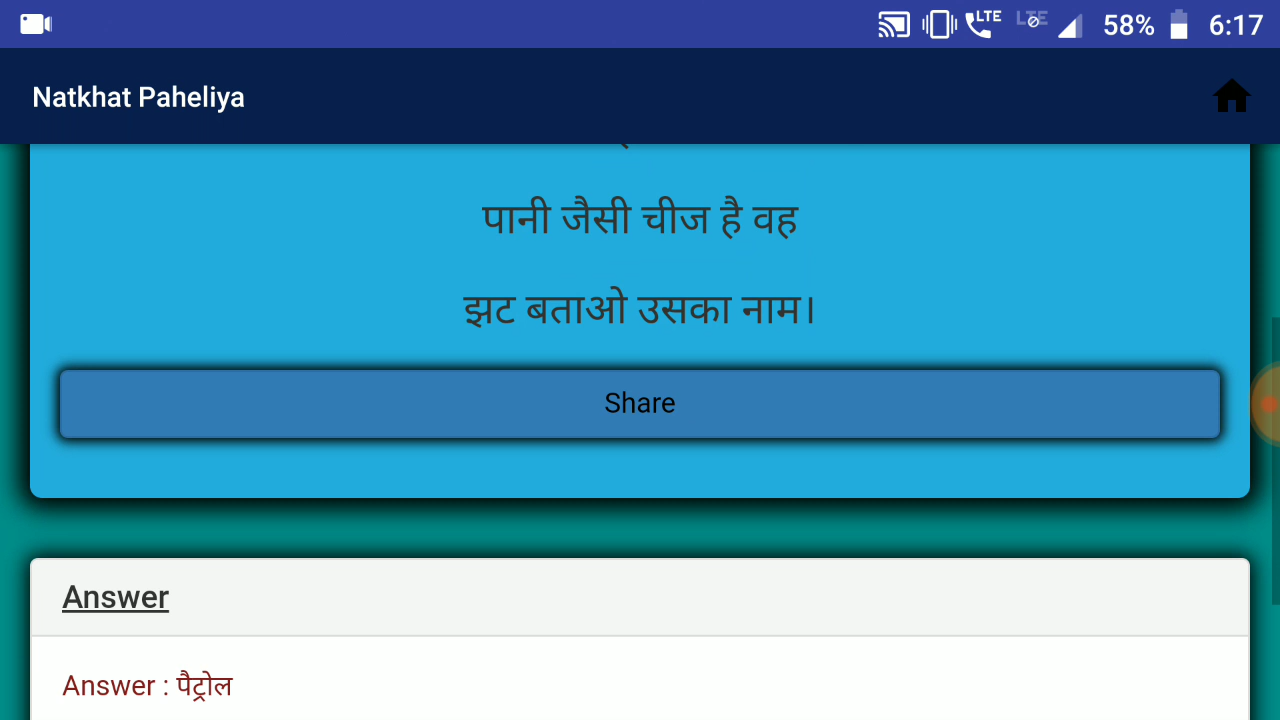 LTE LTE 58% 6:17
Natkhat Paheliya
पानी जैसी चीज है वह
झट बताओ उसका नाम।
Share
Answer
Answer : पैट्रोल